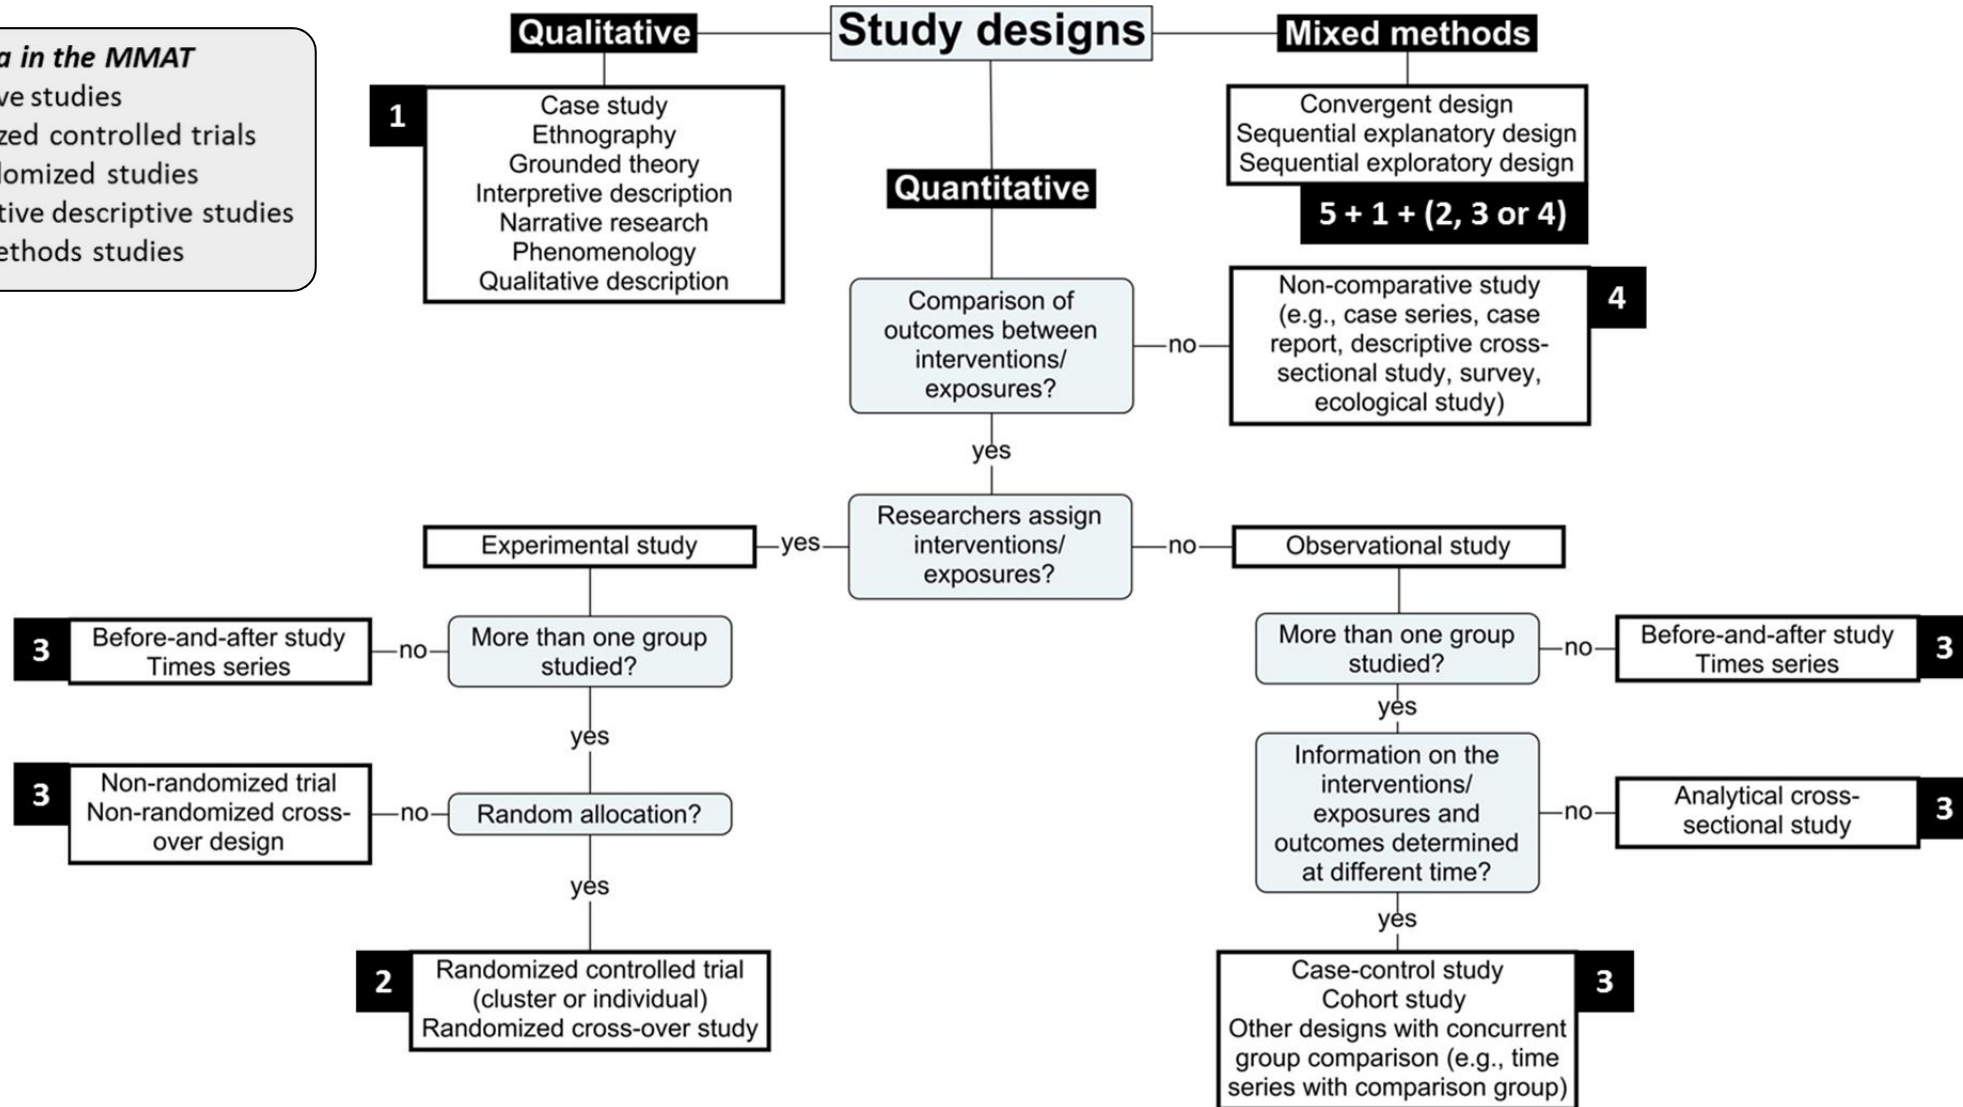 Study designs
Qualitative
Mixed methods
Quantitative
a in the MMAT
ve studies
zed controlled trials
lomized studies
tive descriptive studies
ethods studies
1
Case study
Ethnography
Grounded theory
Interpretive description
Narrative research
Phenomenology
Qualitative description
Convergent design
Sequential explanatory design
Sequential exploratory design
5 + 1 + (2, 3 or 4)
Comparison of
outcomes between
interventions/
exposures?
no
Non-comparative study
(e.g., case series, case
report, descriptive cross-
sectional study, survey,
ecological study)
4
yes
Researchers assign
interventions/
exposures?
yes
Experimental study
no
Observational study
More than one group
studied?
no
Before-and-after study
Times series
3
yes
Random allocation?
no
Non-randomized trial
Non-randomized cross-
over design
3
yes
Randomized controlled trial
(cluster or individual)
Randomized cross-over study
2
More than one group
studied?
no
Before-and-after study
Times series
3
yes
Information on the
interventions/
exposures and
outcomes determined
at different time?
no
Analytical cross-
sectional study
3
yes
Case-control study
Cohort study
Other designs with concurrent
group comparison (e.g., time
series with comparison group)
3